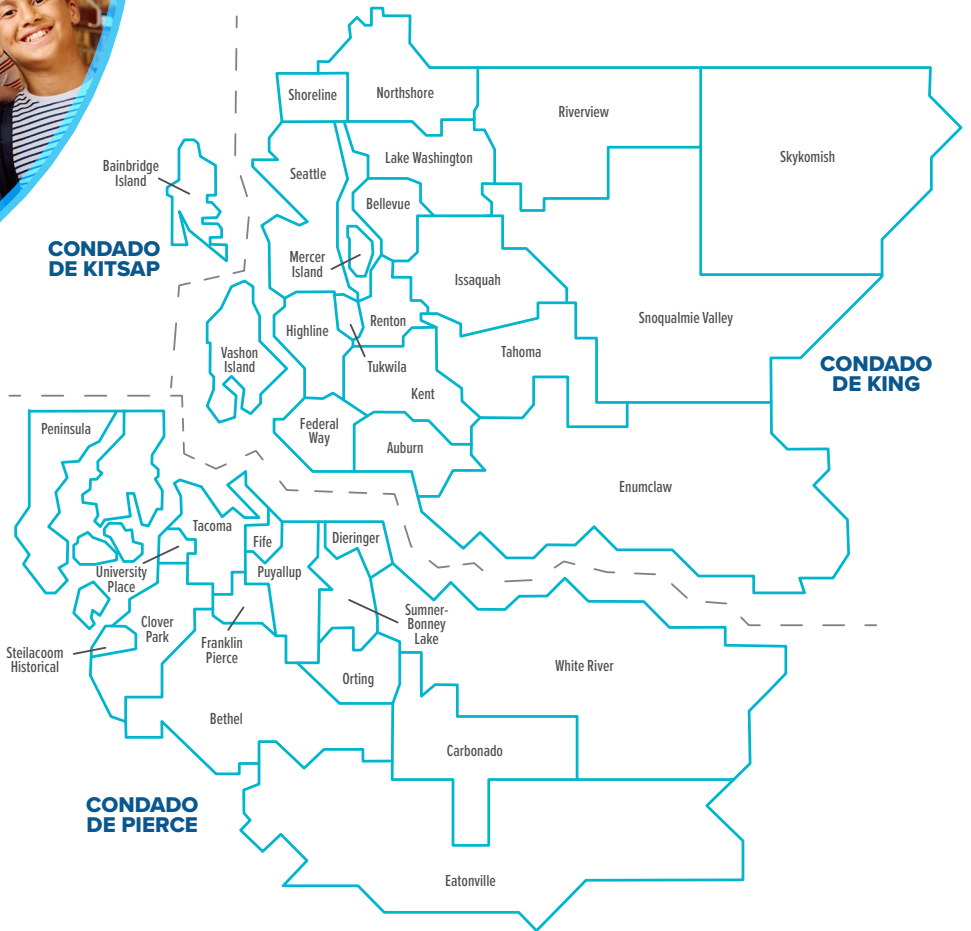 Shoreline
Northshore
Riverview
Skykomish
Bainbridge
Island
Seattle
Lake Washington
Bellevue
CONDADO
DE KITSAP
Mercer
Island
Issaquah
Snoqualmie Valley
Highline
Renton
Vashon
Island
Tukwila
Tahoma
CONDADO
DE KING
Kent
Peninsula
Federal
Way
Auburn
Enumclaw
Tacoma
Fife
Dieringer
University
Place
Puyallup
Clover
Park
Sumner-
Bonney
Lake
Steilacoom
Historical
Franklin
Pierce
White River
Orting
Bethel
Carbonado
CONDADO
DE PIERCE
Eatonville